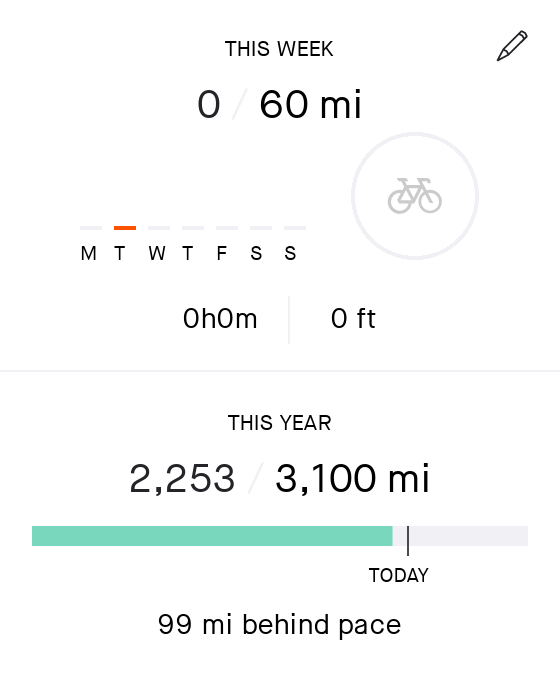 THIS WEEK
0 / 60 mi
M T W T F S S
0h0m 0 ft
THIS YEAR
2,253 / 3,100 mi
TODAY
99 mi behind pace